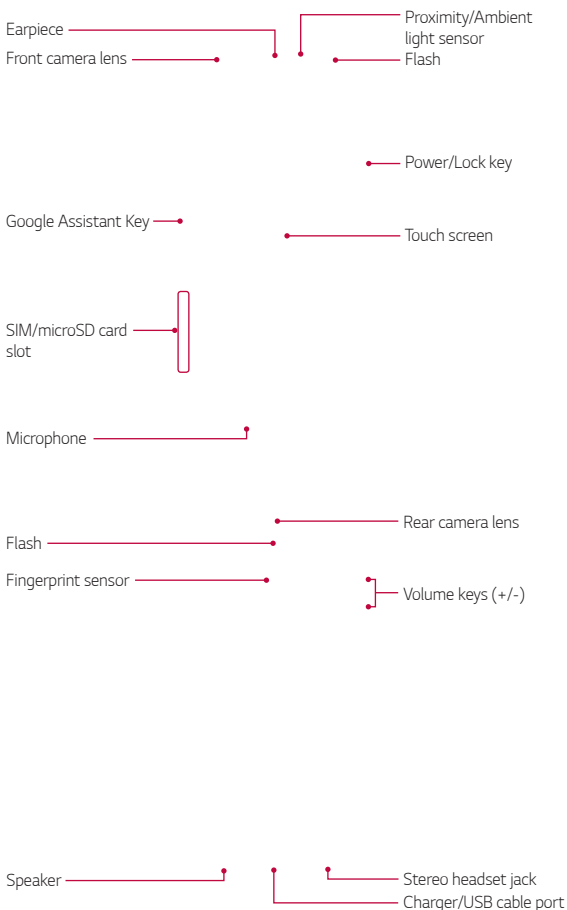 Earpiece
Proximity/Ambient
light sensor
Front camera lens
Flash
Power/Lock key
Google Assistant Key
Touch screen
SIM/microSD card
slot
Microphone
Rear camera lens
Flash
Fingerprint sensor
Volume keys (+/-)
Speaker
Stereo headset jack
Charger/USB cable port